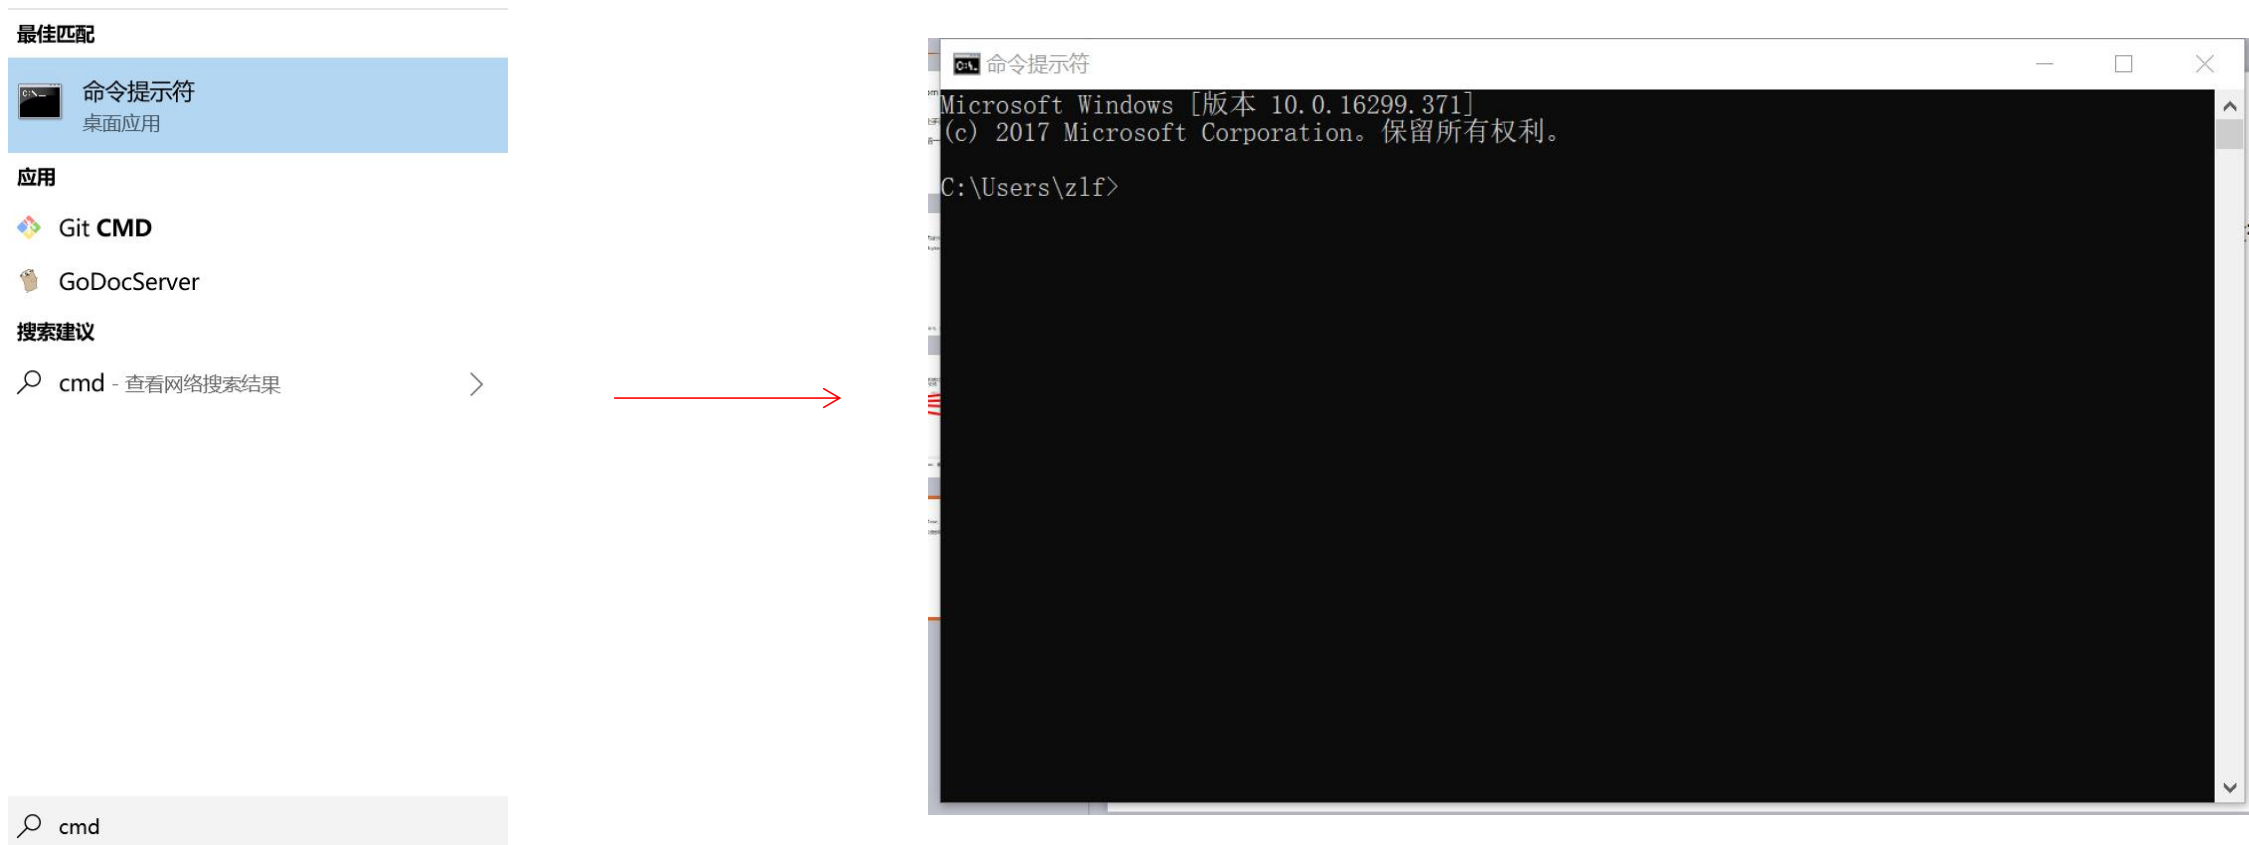 最佳匹配
命令提示符
桌面应用
应用
Git CMD
GoDocServer
搜索建议
cmd - 查看网络搜索结果
cmd
命令提示符
Microsoft Windows [版本 10.0.16299.371]
(c) 2017 Microsoft Corporation。保留所有权利。
C:\Users\zlf>